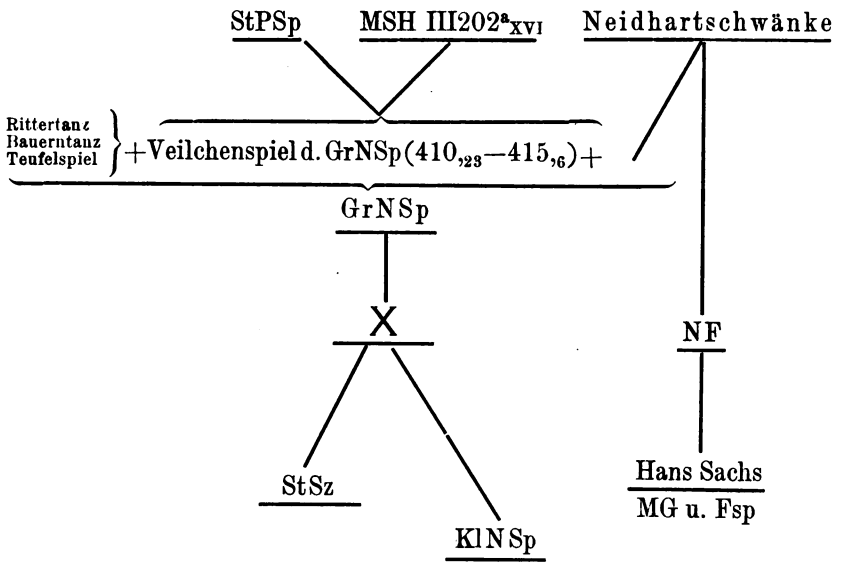 StPSp MSH III202ᵃXVI Neidhartschwänke
Rittertanz
Bauerntanz
Teufelspiel
+Veilchenspiel d. GrNSp(410,₂₃—415,₆)+
GrNSp
X
NF
StSz
Hans Sachs
MG u. Fsp
KlNSp